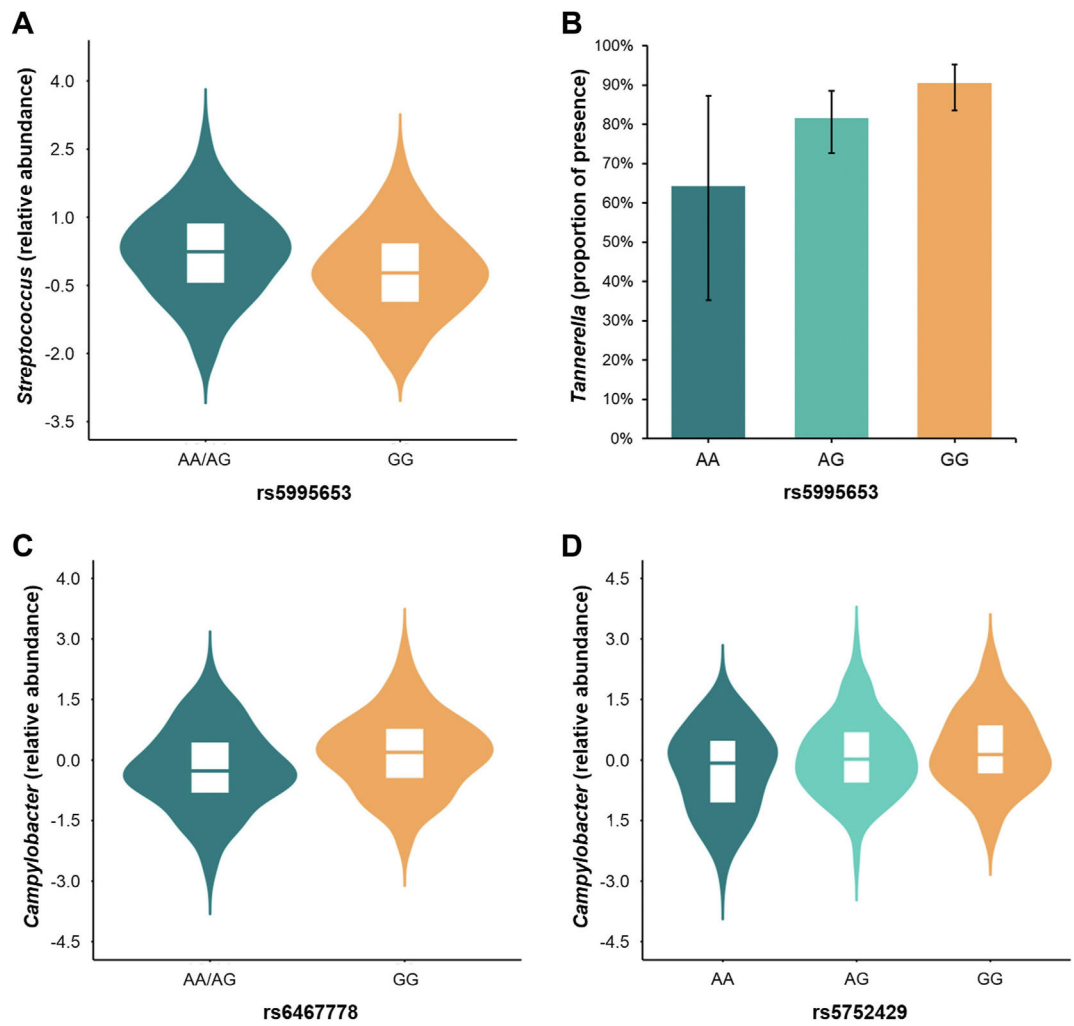 A
Streptococcus (relative abundance)
4.0
2.5
1.0
-0.5
-2.0
-3.5
AA/AG
GG
rs5995653
B
Tannerella (proportion of presence)
100%
90%
80%
70%
60%
50%
40%
30%
20%
10%
0%
AA
AG
GG
rs5995653
C
Campylobacter (relative abundance)
4.0
3.0
1.5
0.0
-1.5
-3.0
-4.5
AA/AG
GG
rs6467778
D
Campylobacter (relative abundance)
4.5
3.0
1.5
0.0
1.5
-3.0
-4.5
AA
AG
GG
rs5752429